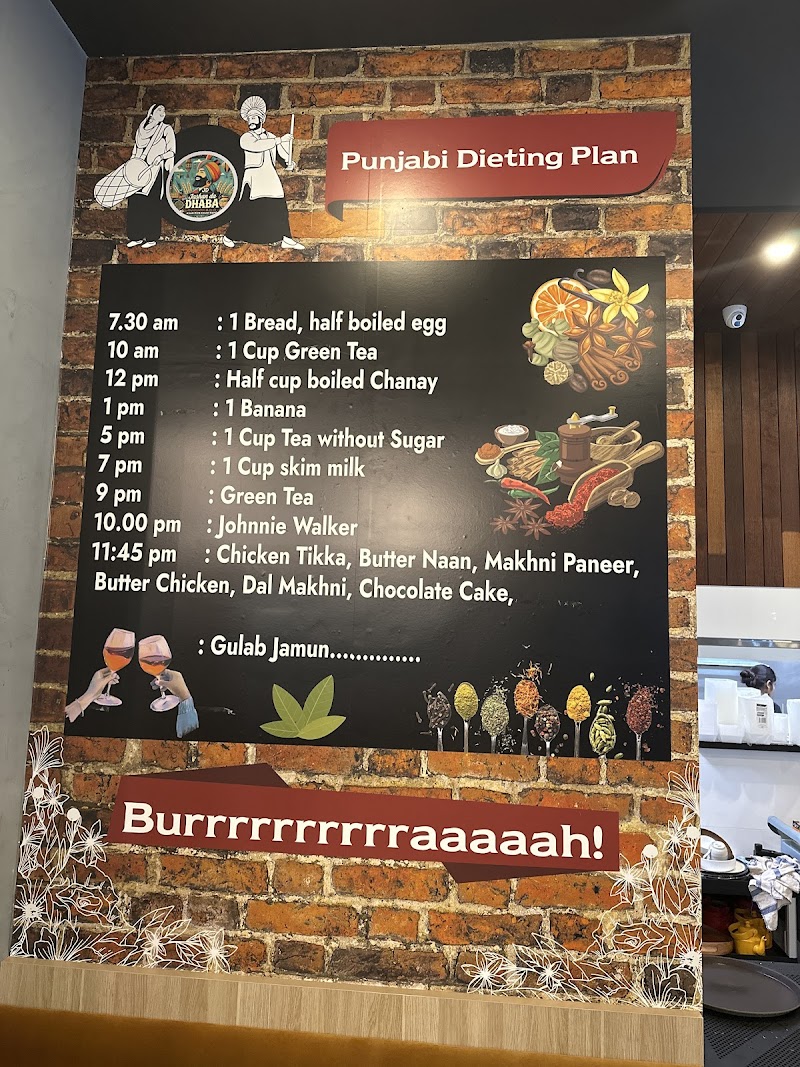 Punjabi Dieting Plan
DHABA
7.30 am : 1 Bread, half boiled egg
10 am : 1 Cup Green Tea
12 pm : Half cup boiled Chanay
1 pm : 1 Banana
5 pm : 1 Cup Tea without Sugar
7 pm : 1 Cup skim milk
9 pm : Green Tea
10.00 pm : Johnnie Walker
11:45 pm : Chicken Tikka, Butter Naan, Makhni Paneer,
Butter Chicken, Dal Makhni, Chocolate Cake,
: Gulab Jamun..............
Burrrrrrrrrrraaaaah!